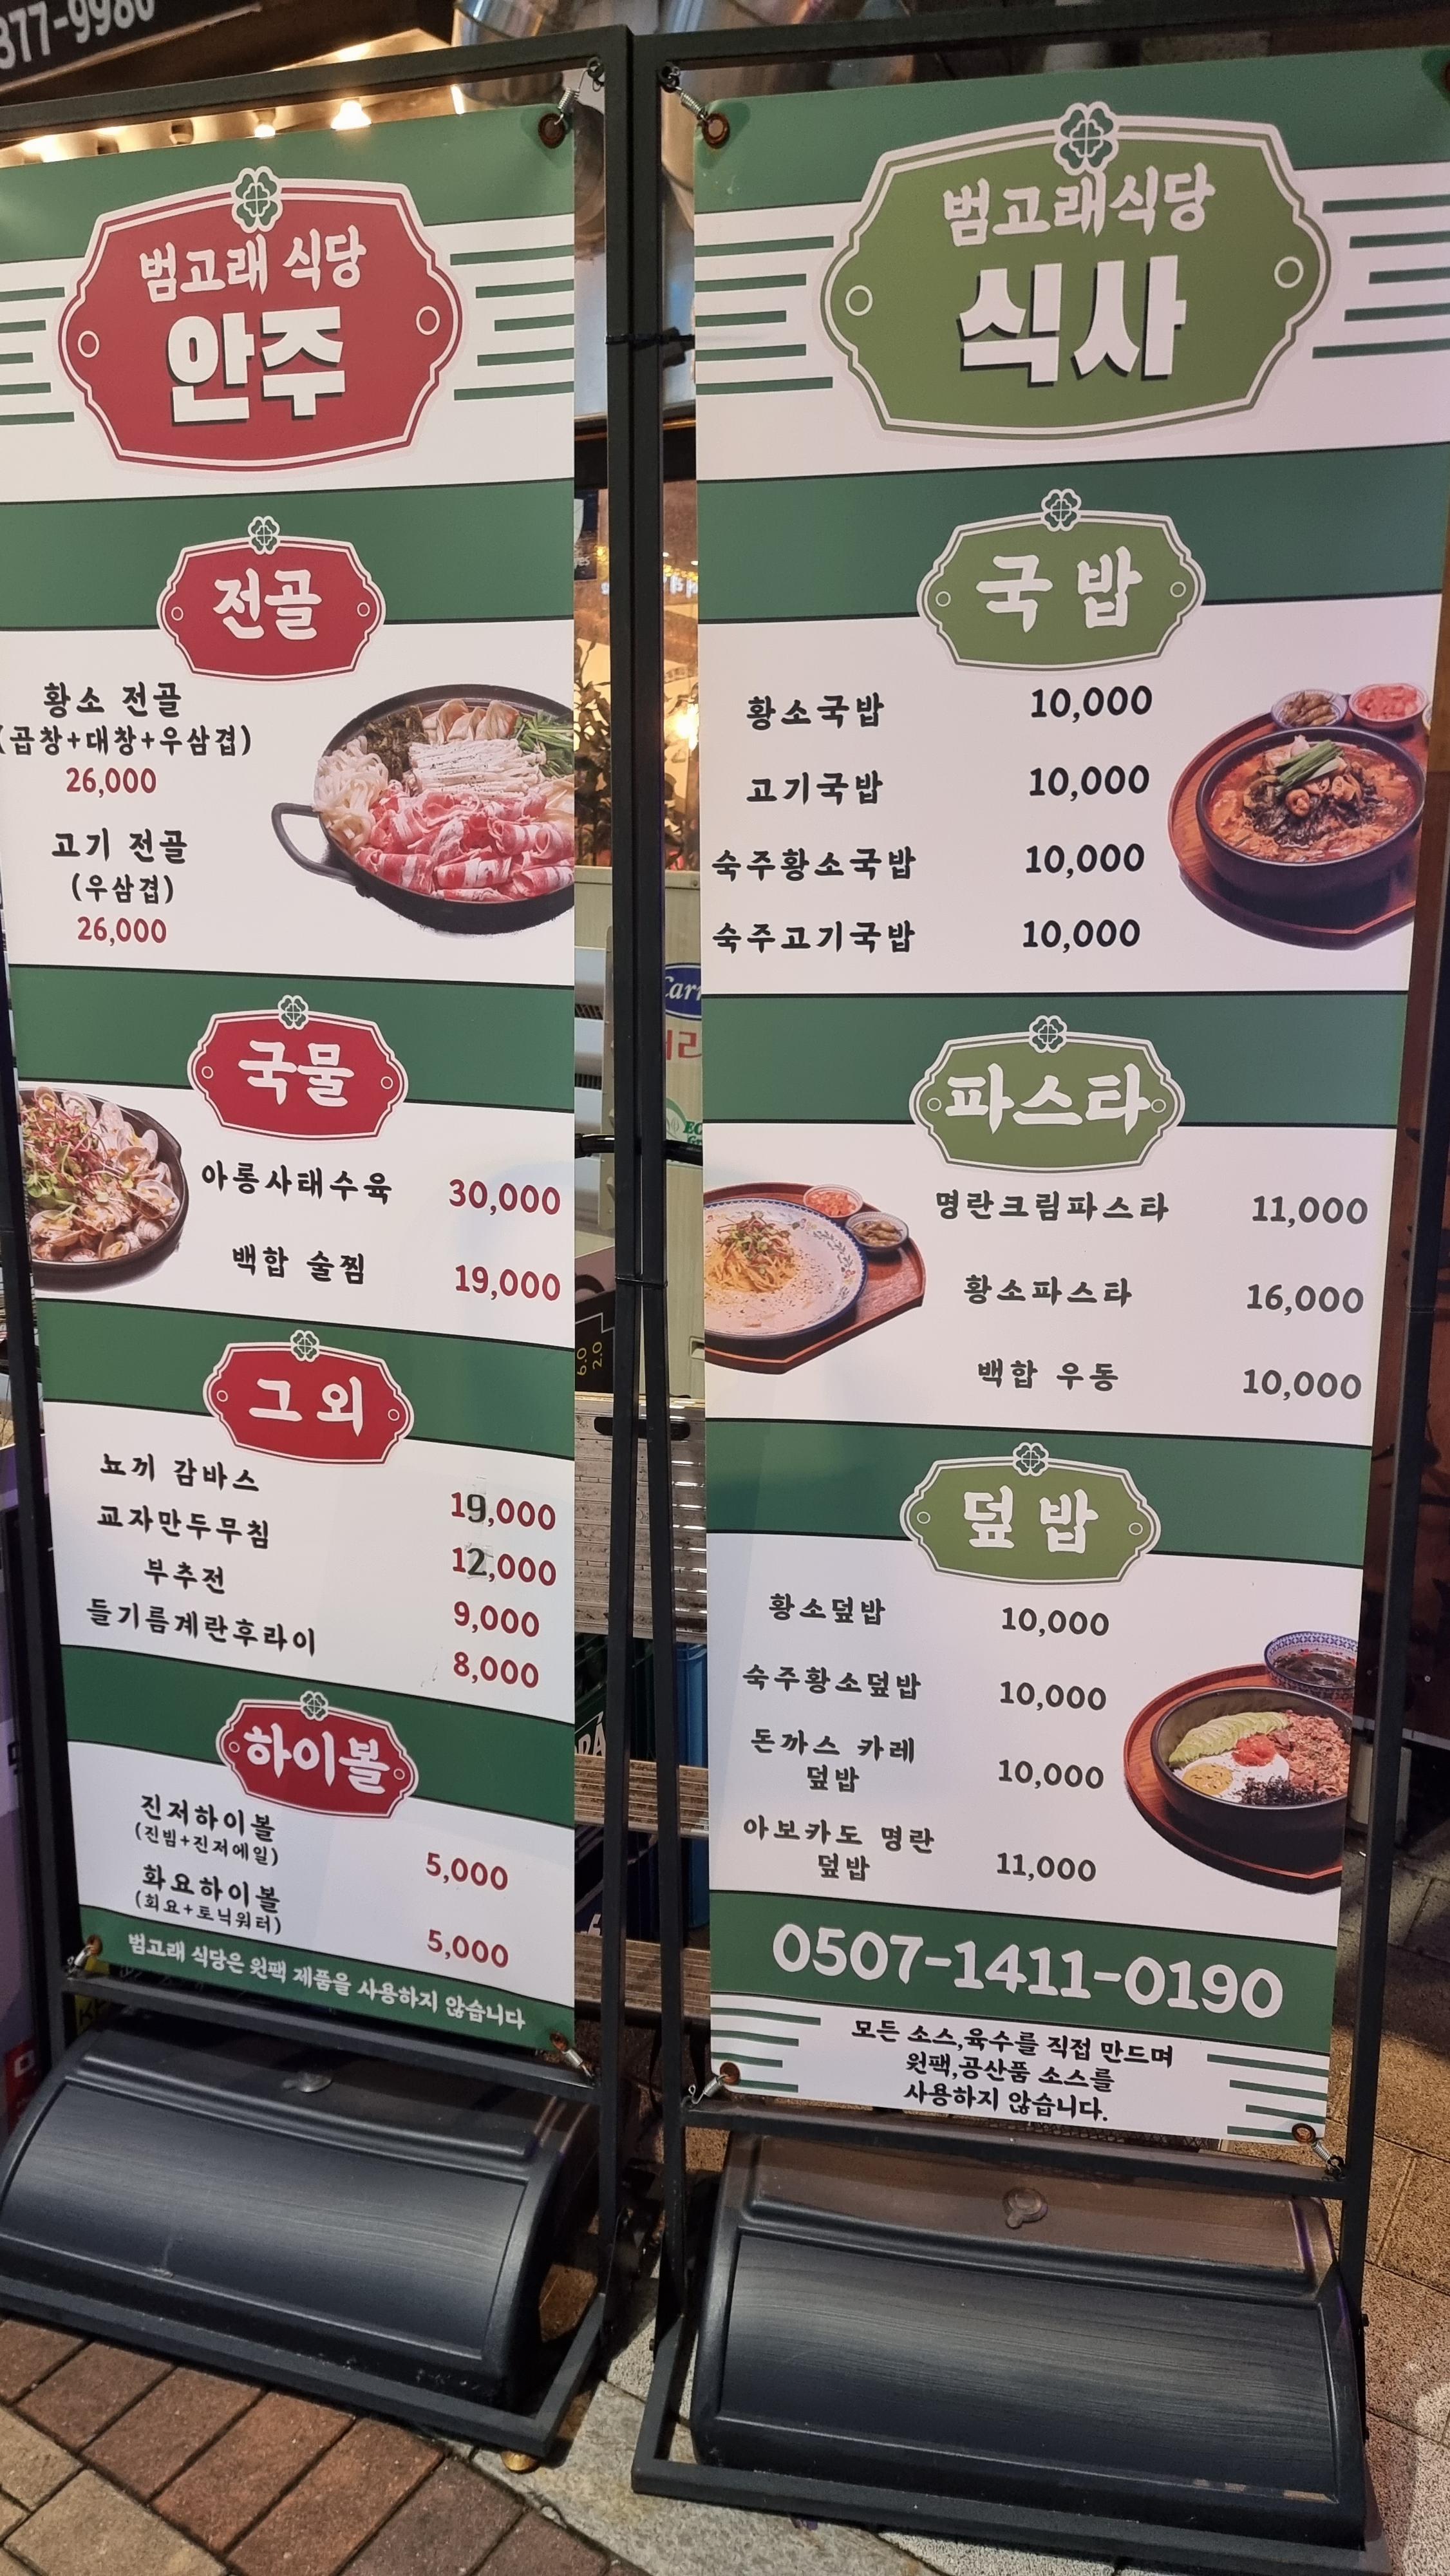 377-9980
범고래 식당
안주
전골
황소 전골
(곱창+대창+우삼겹)
26,000
고기 전골
(우삼겹)
26,000
국물
아롱사태수육 30,000
백합 술찜 19,000
그 외
뇨끼 감바스 19,000
교자만두무침 12,000
부추전 9,000
들기름계란후라이 8,000
하이볼
진저하이볼
(진빔+진저에일) 5,000
화요하이볼
(화요+토닉워터) 5,000
범고래 식당은 원팩 제품을 사용하지 않습니다
범고래식당
식사
국 밥
황소국밥 10,000
고기국밥 10,000
숙주황소국밥 10,000
숙주고기국밥 10,000
파스타
명란크림파스타 11,000
황소파스타 16,000
백합 우동 10,000
덮 밥
황소덮밥 10,000
숙주황소덮밥 10,000
돈까스 카레
덮밥 10,000
아보카도 명란
덮밥 11,000
0507-1411-0190
모든 소스,육수를 직접 만드며
원팩,공산품 소스를
사용하지 않습니다.